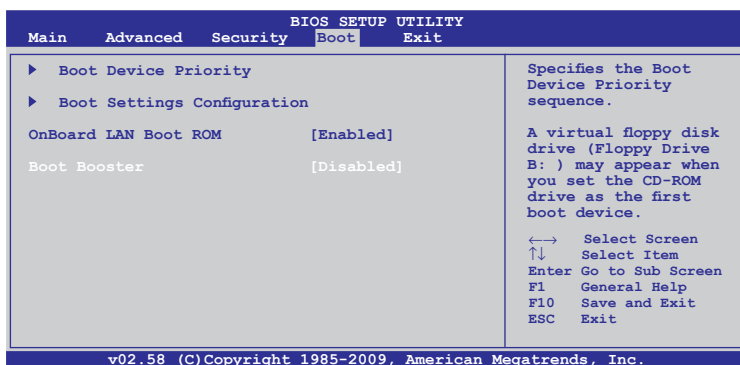 BIOS SETUP UTILITY
Main Advanced Security Boot Exit
Boot Device Priority
Boot Settings Configuration
OnBoard LAN Boot ROM [Enabled]
Boot Booster [Disabled]
Specifies the Boot
Device Priority
sequence.
A virtual floppy disk
drive (Floppy Drive
B: ) may appear when
you set the CD-ROM
drive as the first
boot device.
←→ Select Screen
↑↓ Select Item
Enter Go to Sub Screen
F1 General Help
F10 Save and Exit
ESC Exit
v02.58 (C)Copyright 1985-2009, American Megatrends, Inc.